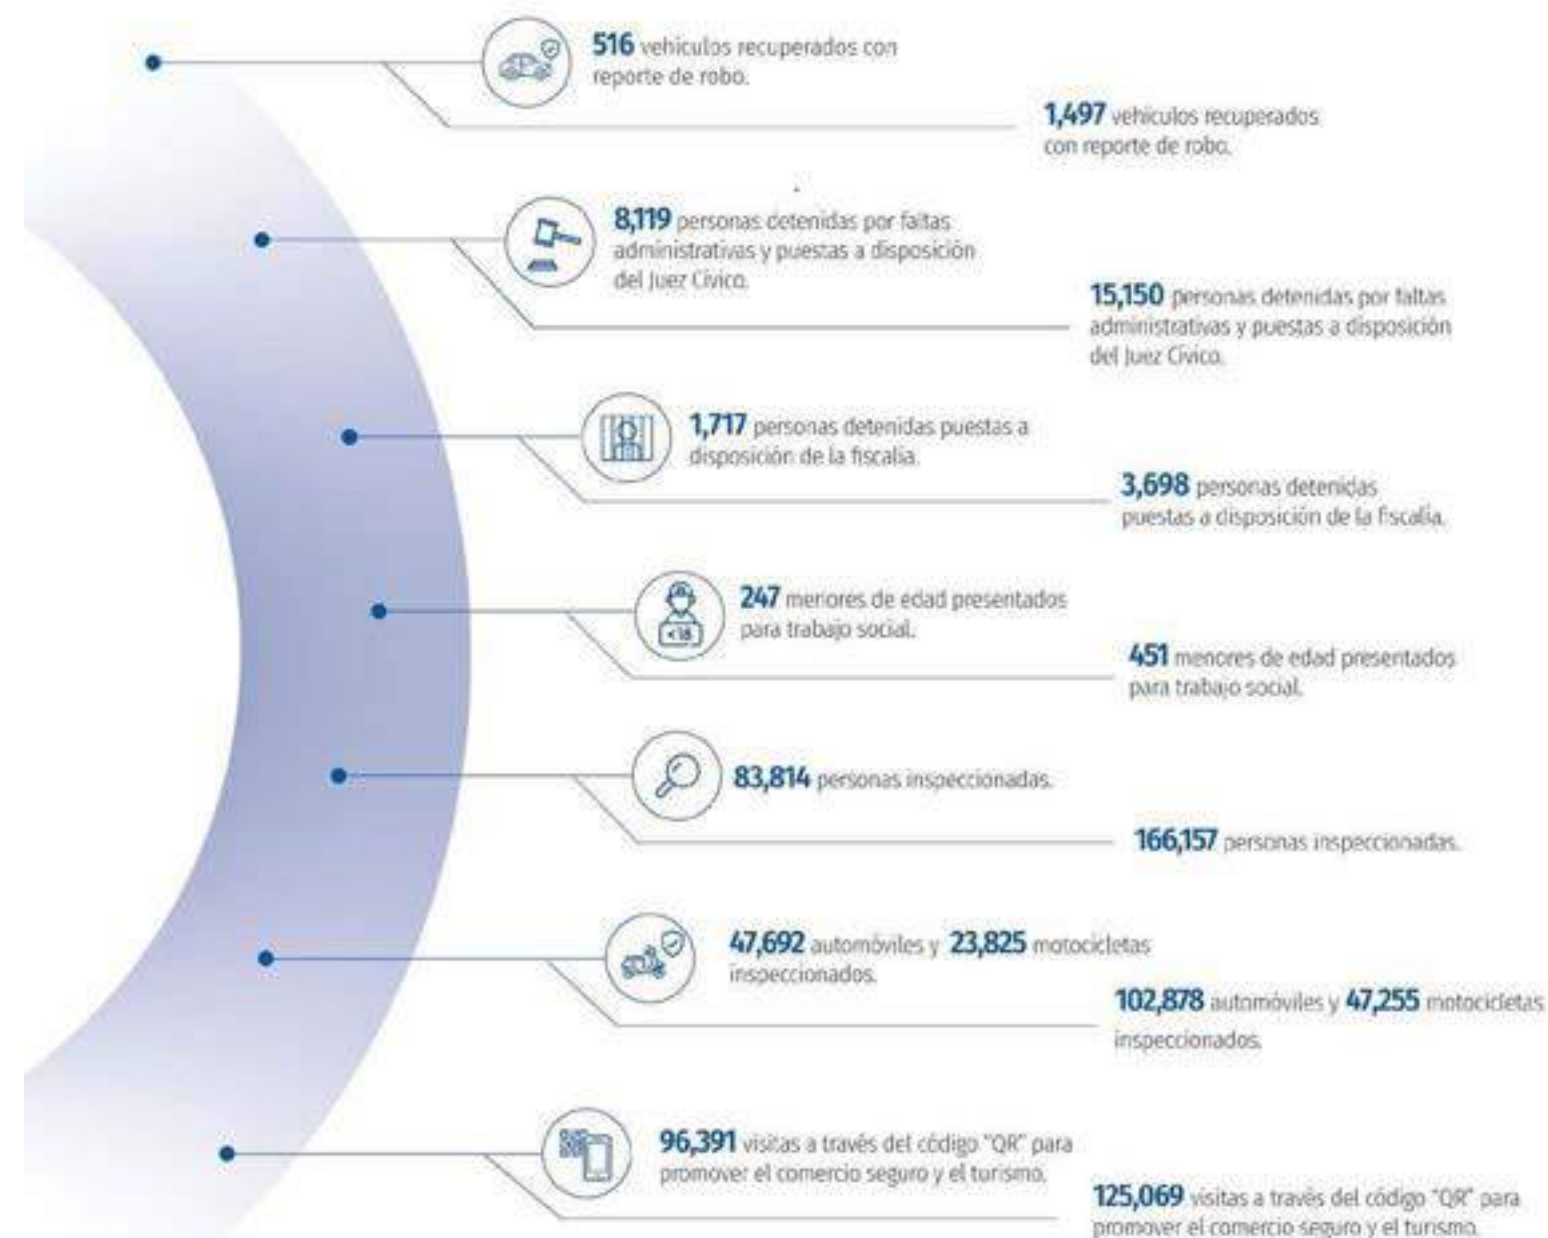 516 vehículos recuperados con
reporte de robo.
1,497 vehículos recuperados
con reporte de robo.
8,119 personas detenidas por faltas
administrativas y puestas a disposición
del Juez Cívico.
15,150 personas detenidas por faltas
administrativas y puestas a disposición
del Juez Cívico.
1,717 personas detenidas puestas a
disposición de la fiscalía.
3,698 personas detenidas
puestas a disposición de la fiscalía.
<18
247 menores de edad presentados
para trabajo social.
451 menores de edad presentados
para trabajo social.
83,814 personas inspeccionadas.
166,157 personas inspeccionadas.
47,692 automóviles y 23,825 motocicletas
inspeccionados.
102,878 automóviles y 47,255 motocicletas
inspeccionados.
96,391 visitas a través del código "QR" para
promover el comercio seguro y el turismo.
125,069 visitas a través del código "QR" para
promover el comercio seguro y el turismo.